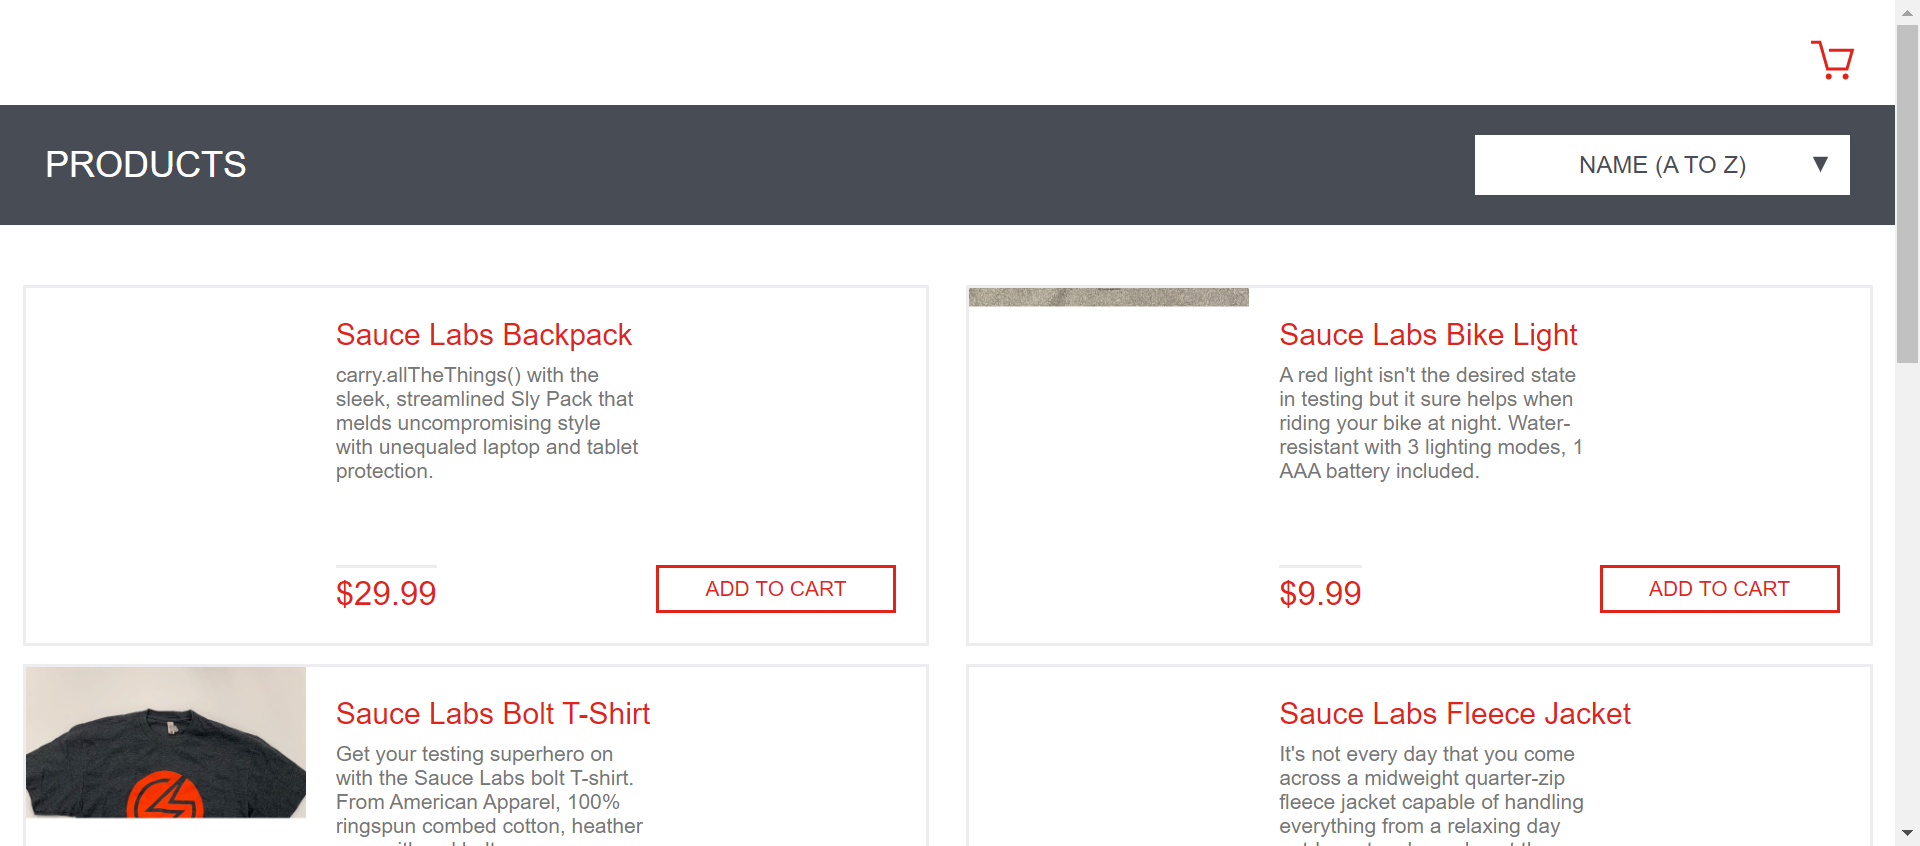 PRODUCTS
NAME (A TO Z)
Sauce Labs Backpack
carry.allTheThings() with the
sleek, streamlined Sly Pack that
melds uncompromising style
with unequaled laptop and tablet
protection.
$29.99
ADD TO CART
Sauce Labs Bike Light
A red light isn't the desired state
in testing but it sure helps when
riding your bike at night. Water-
resistant with 3 lighting modes, 1
AAA battery included.
$9.99
ADD TO CART
Sauce Labs Bolt T-Shirt
Get your testing superhero on
with the Sauce Labs bolt T-shirt.
From American Apparel, 100%
ringspun combed cotton, heather
Sauce Labs Fleece Jacket
It's not every day that you come
across a midweight quarter-zip
fleece jacket capable of handling
everything from a relaxing day